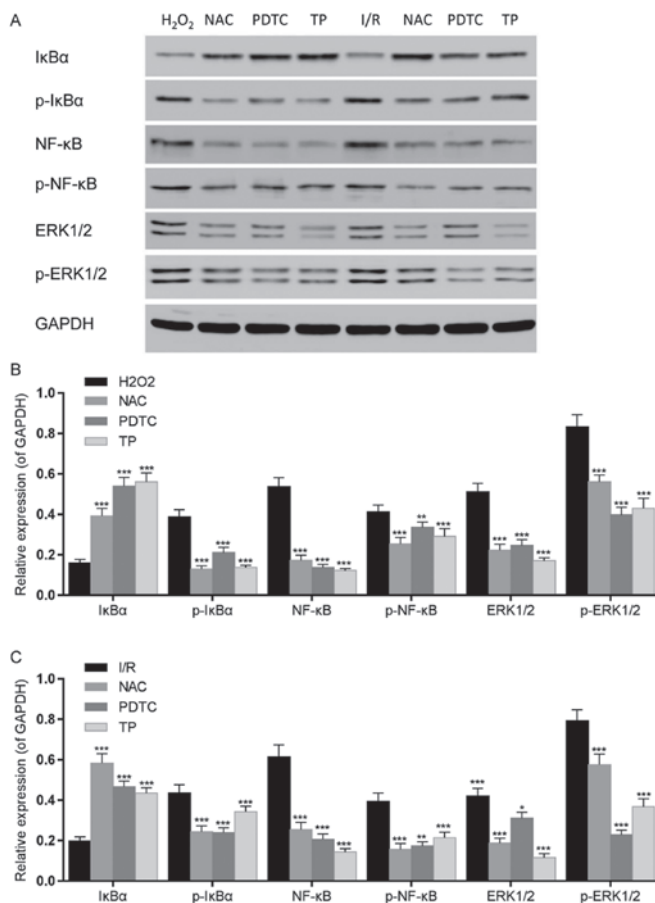 A
H₂O₂ NAC PDTC TP I/R NAC PDTC TP
IκBα
p-IκBα
NF-κB
p-NF-κB
ERK1/2
p-ERK1/2
GAPDH
B
Relative expression (of GAPDH)
1.0
0.8
0.6
0.4
0.2
0.0
H2O2
NAC
PDTC
TP
*** *** *** *** *** *** *** *** *** *** ** *** *** *** *** *** *** ***
IκBα p-IκBα NF-κB p-NF-κB ERK1/2 p-ERK1/2
C
Relative expression (of GAPDH)
1.0
0.8
0.6
0.4
0.2
0.0
I/R
NAC
PDTC
TP
*** *** *** *** *** *** *** *** *** *** ** *** *** *** * *** *** *** ***
IκBα p-IκBα NF-κB p-NF-κB ERK1/2 p-ERK1/2